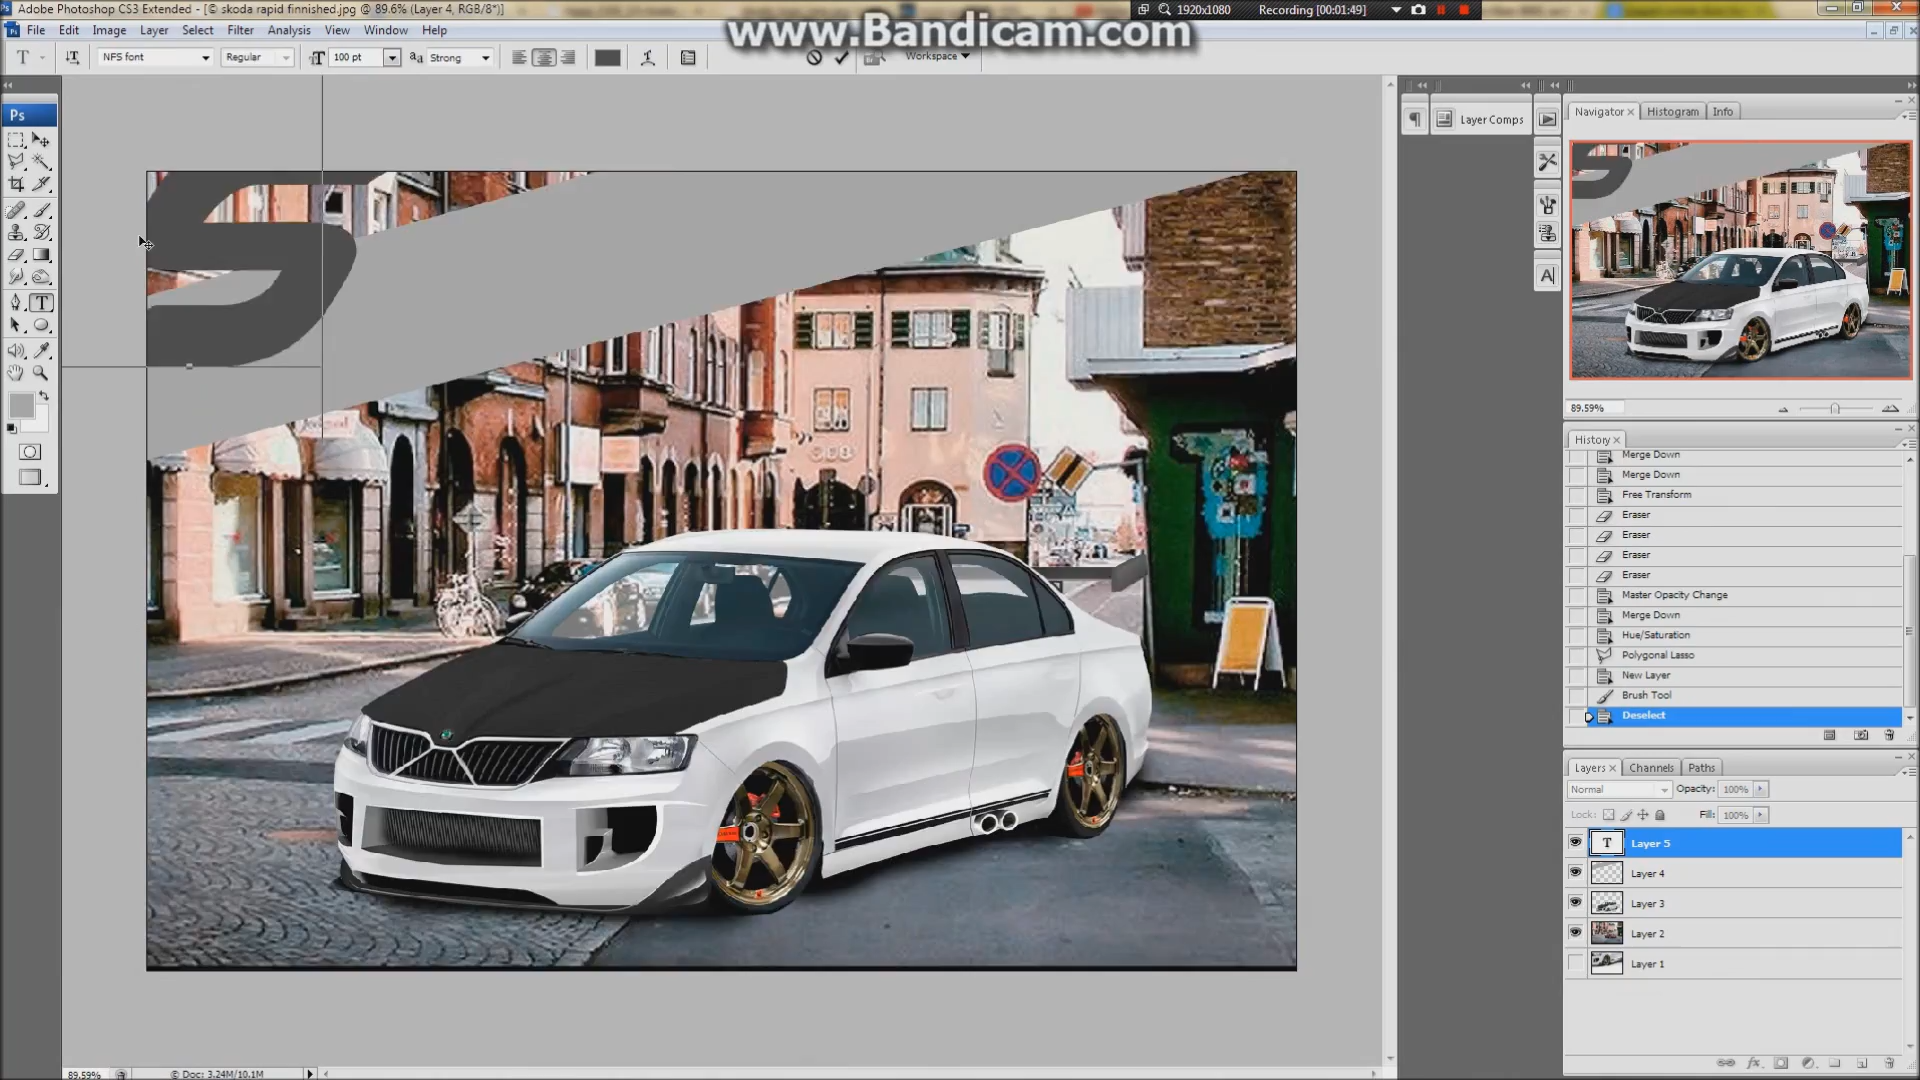 Adobe Photoshop CS3 Extended - [© skoda rapid finnished.jpg @ 89.6% (Layer 4, RGB/8*)]
1920x1080 Recording [00:01:49]
www.Bandicam.com
File Edit Image Layer Select Filter Analysis View Window Help
T NFS font Regular 100 pt aa Strong Workspace
Ps
Layer Comps
Navigator Histogram Info
S
89.59%
History
Merge Down
Merge Down
Free Transform
Eraser
Eraser
Eraser
Eraser
Master Opacity Change
Merge Down
Hue/Saturation
Polygonal Lasso
New Layer
Brush Tool
Deselect
Layers Channels Paths
Normal Opacity: 100%
Lock: Fill: 100%
T Layer 5
Layer 4
Layer 3
Layer 2
Layer 1
89.59% Doc: 3.24M/10.1M